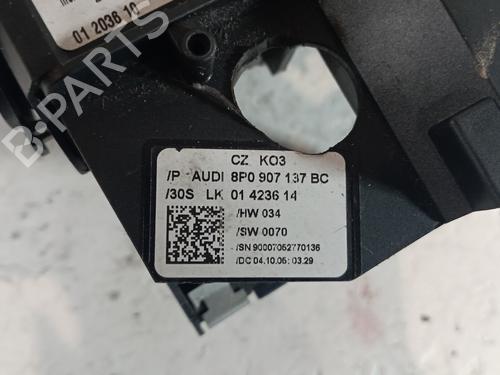 01 2038 10
B-PARTS
CZ KO3
/P AUDI 8P0 907 137 BC
/30S LK 01 4236 14
/HW 034
/SW 0070
/SN 90007052770136
/DC 04.10.05: 03.29